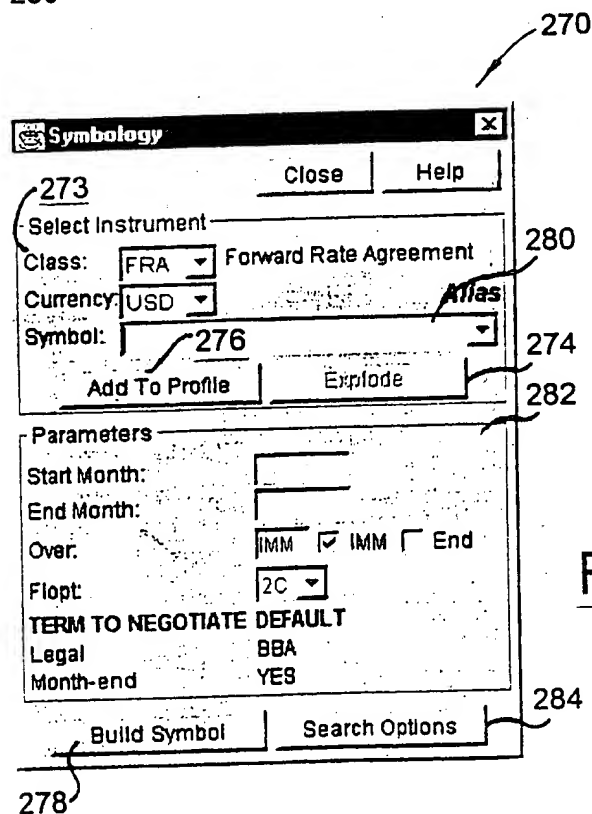 270
Symbology
Close Help
273
Select Instrument
Class: FRA Forward Rate Agreement
280
Currency: USD Alias
Symbol:
276
274
Add To Profile Explode
282
Parameters
Start Month:
End Month:
Over: IMM IMM End
Flopt: 2C
TERM TO NEGOTIATE DEFAULT
Legal BBA
Month-end YES
284
Build Symbol Search Options
278